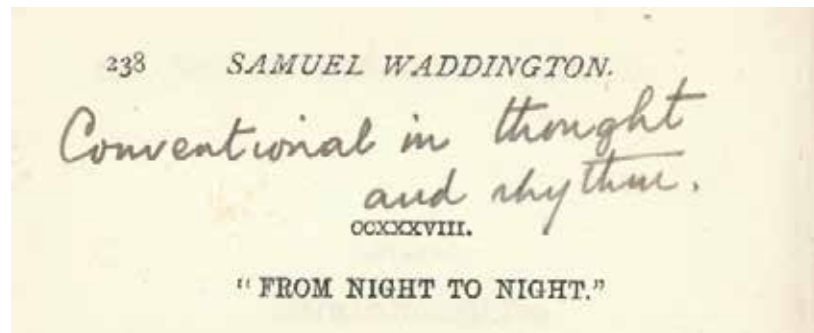 238 SAMUEL WADDINGTON.
Conventional in thought
and rhythm.
CCXXXVIII.
"FROM NIGHT TO NIGHT."